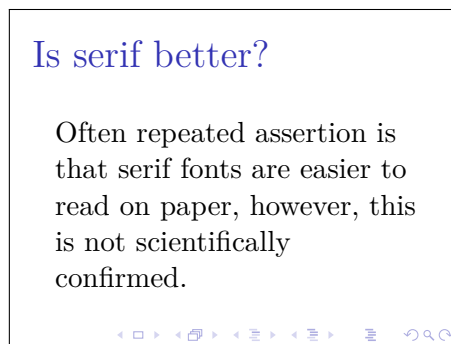 Is serif better?
Often repeated assertion is
that serif fonts are easier to
read on paper, however, this
is not scientifically
confirmed.